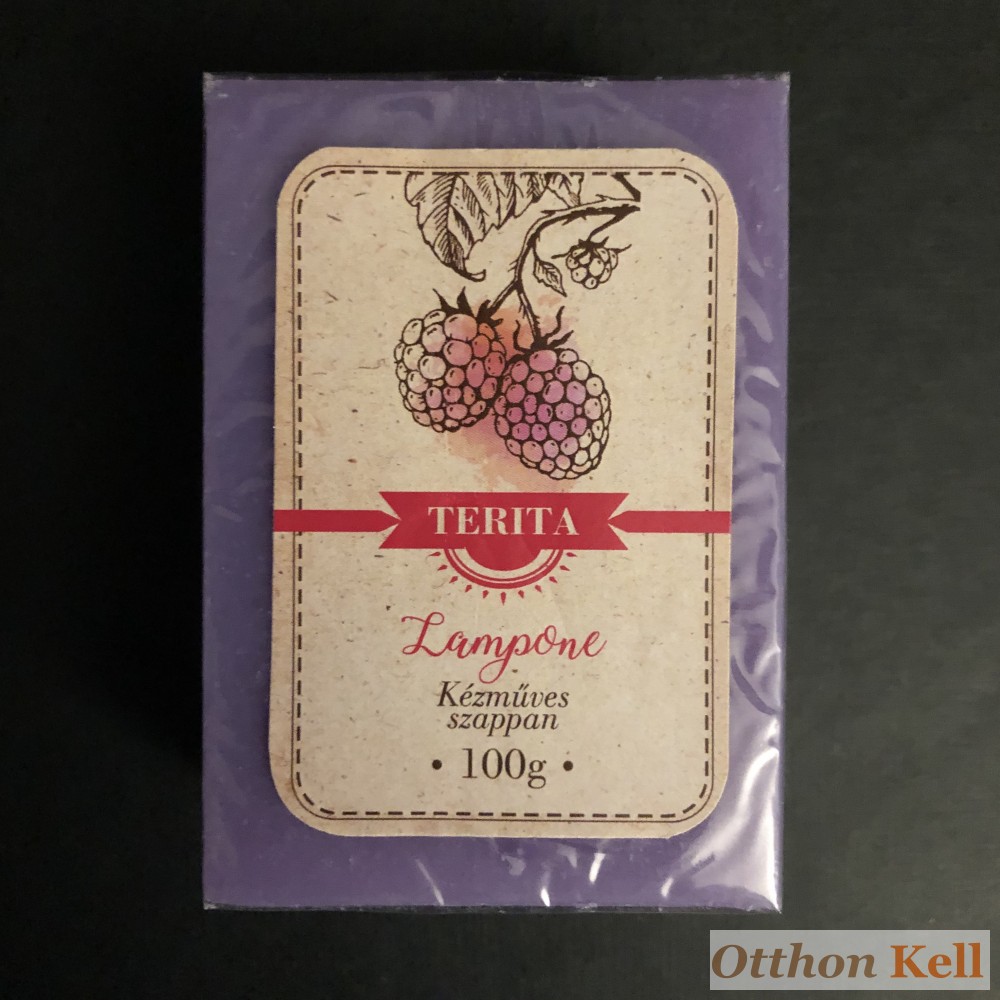 TERITA
Lampone
Kézműves
szappan
• 100g •
Otthon Kell